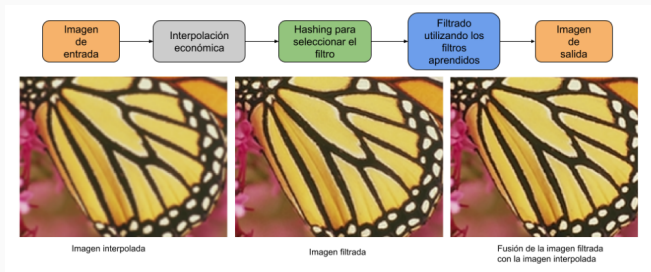 Imagen
de
entrada
Interpolación
económica
Hashing para
seleccionar el
filtro
Filtrado
utilizando los
filtros
aprendidos
Imagen
de
salida
Imagen interpolada
Imagen filtrada
Fusión de la imagen filtrada
con la imagen interpolada